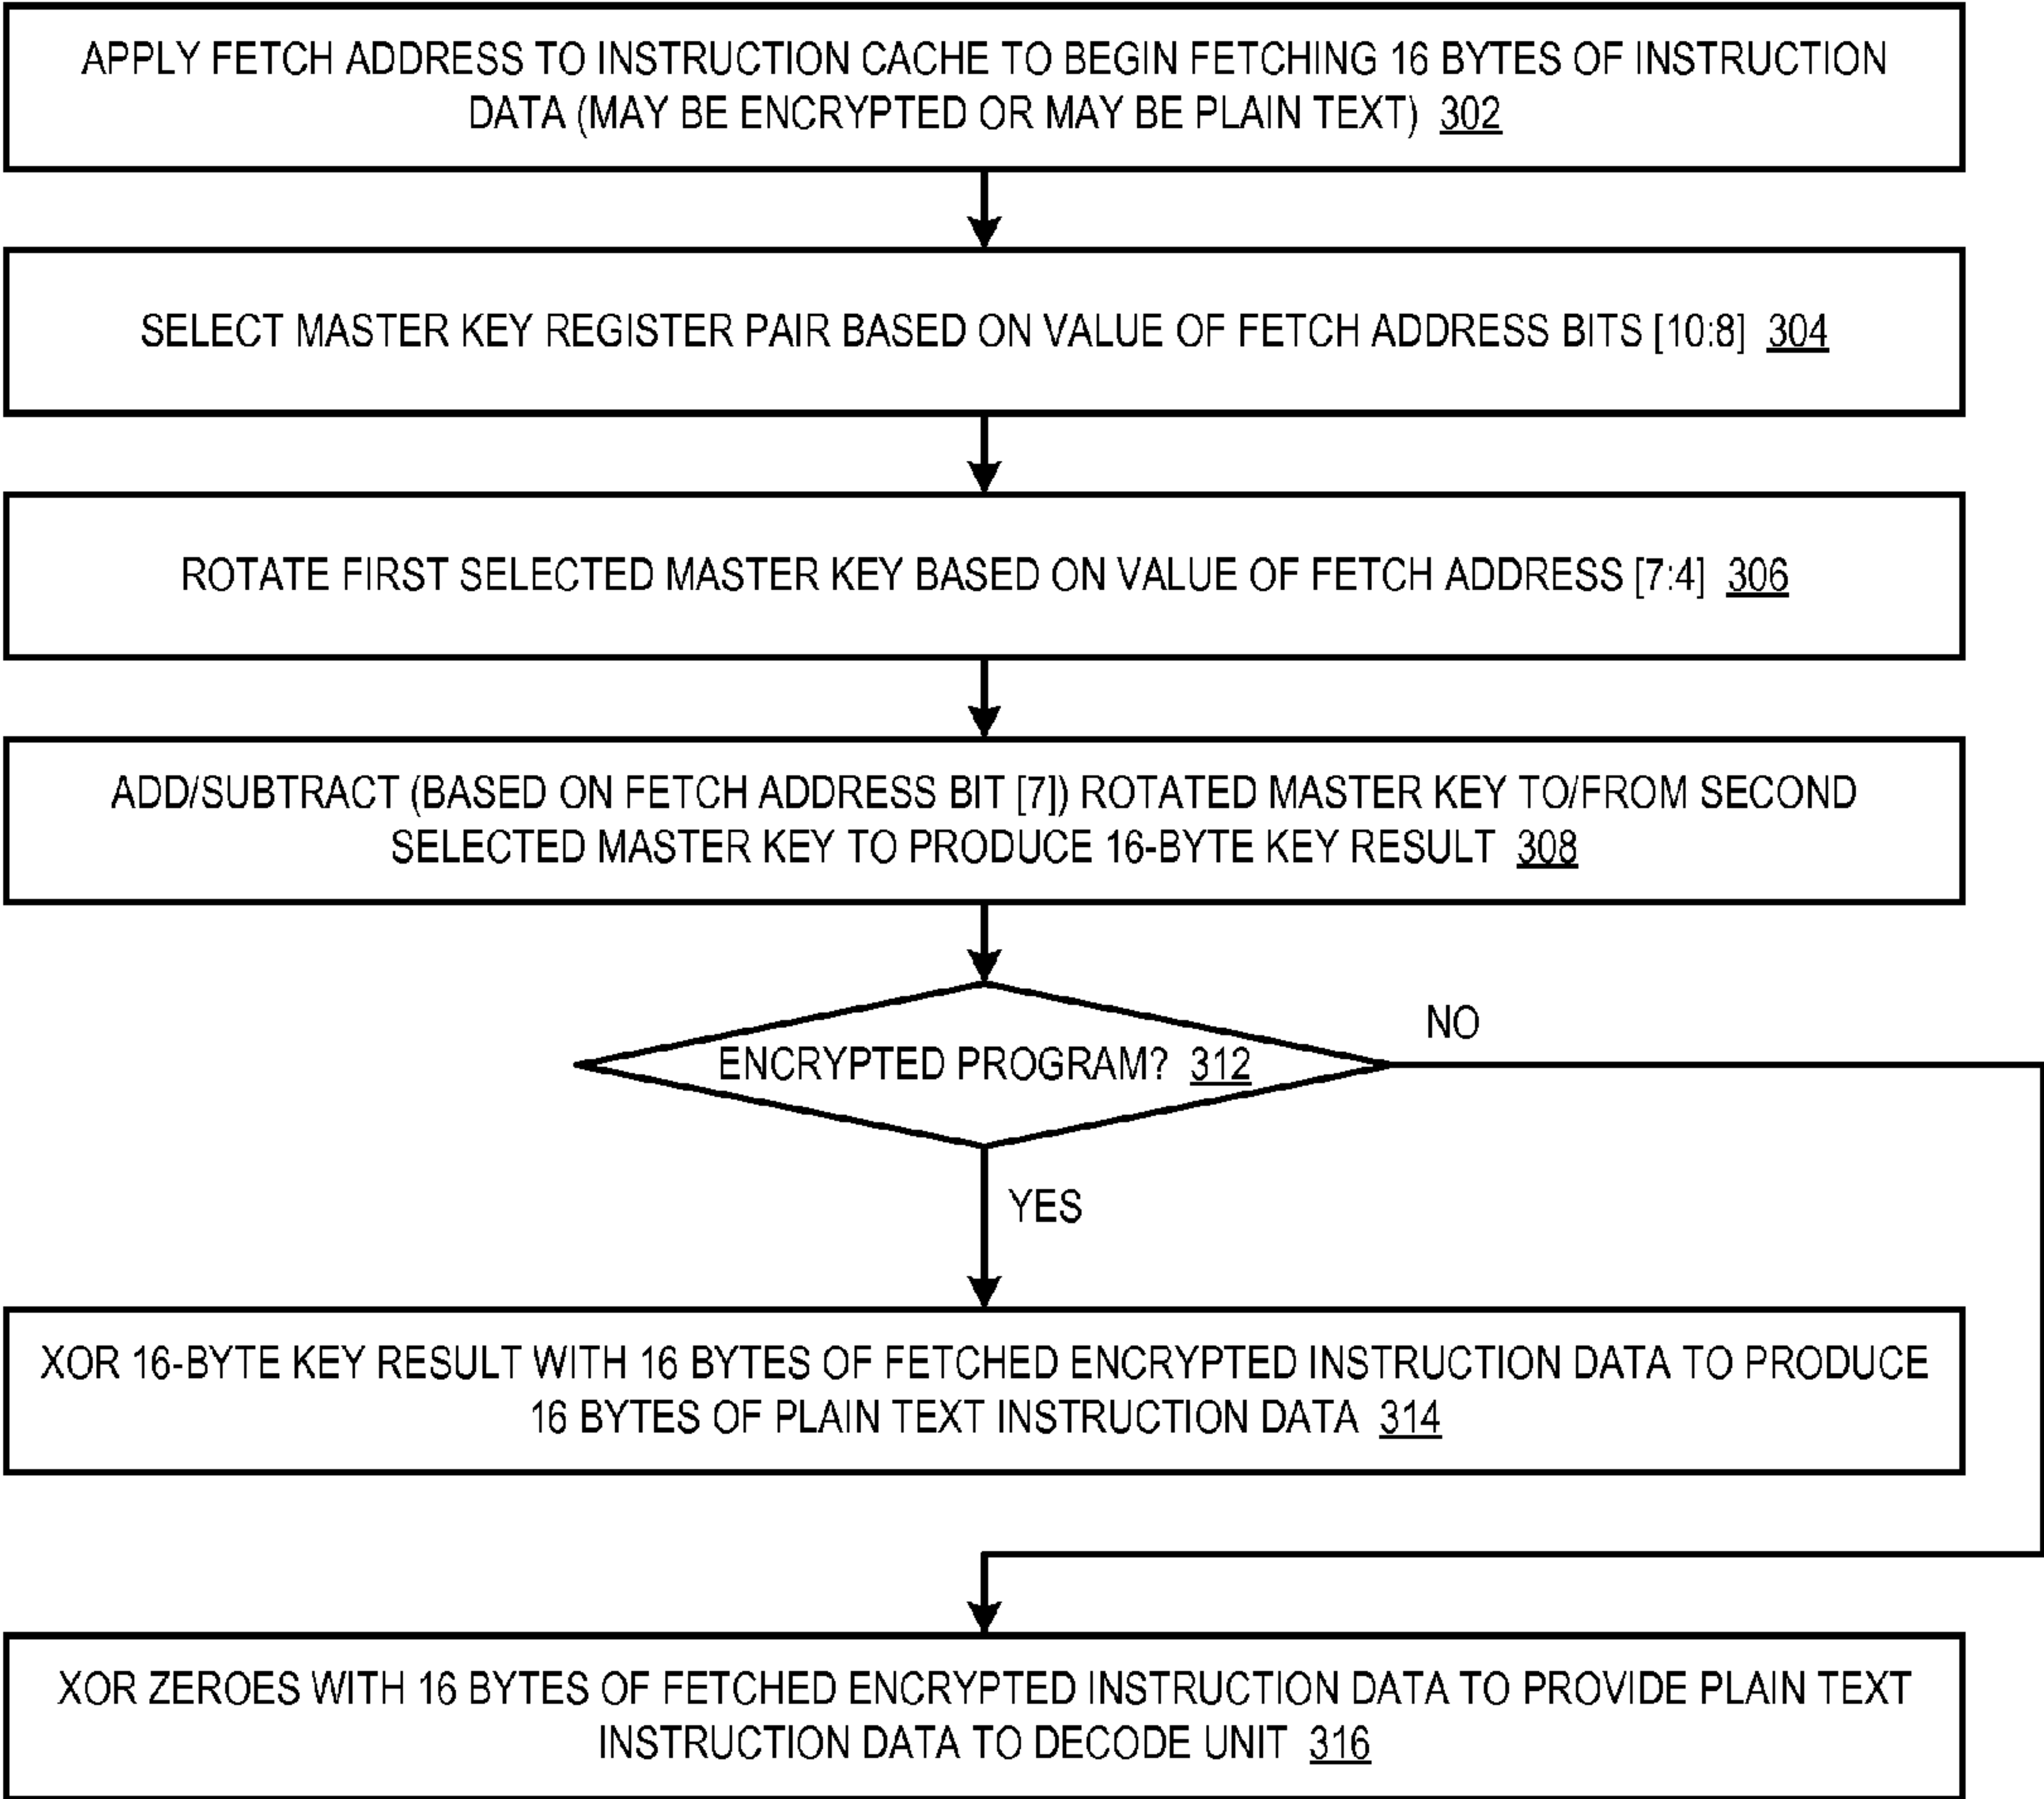 APPLY FETCH ADDRESS TO INSTRUCTION CACHE TO BEGIN FETCHING 16 BYTES OF INSTRUCTION
DATA (MAY BE ENCRYPTED OR MAY BE PLAIN TEXT) 302
SELECT MASTER KEY REGISTER PAIR BASED ON VALUE OF FETCH ADDRESS BITS [10:8] 304
ROTATE FIRST SELECTED MASTER KEY BASED ON VALUE OF FETCH ADDRESS [7:4] 306
ADD/SUBTRACT (BASED ON FETCH ADDRESS BIT [7]) ROTATED MASTER KEY TO/FROM SECOND
SELECTED MASTER KEY TO PRODUCE 16-BYTE KEY RESULT 308
NO
ENCRYPTED PROGRAM? 312
YES
XOR 16-BYTE KEY RESULT WITH 16 BYTES OF FETCHED ENCRYPTED INSTRUCTION DATA TO PRODUCE
16 BYTES OF PLAIN TEXT INSTRUCTION DATA 314
XOR ZEROES WITH 16 BYTES OF FETCHED ENCRYPTED INSTRUCTION DATA TO PROVIDE PLAIN TEXT
INSTRUCTION DATA TO DECODE UNIT 316